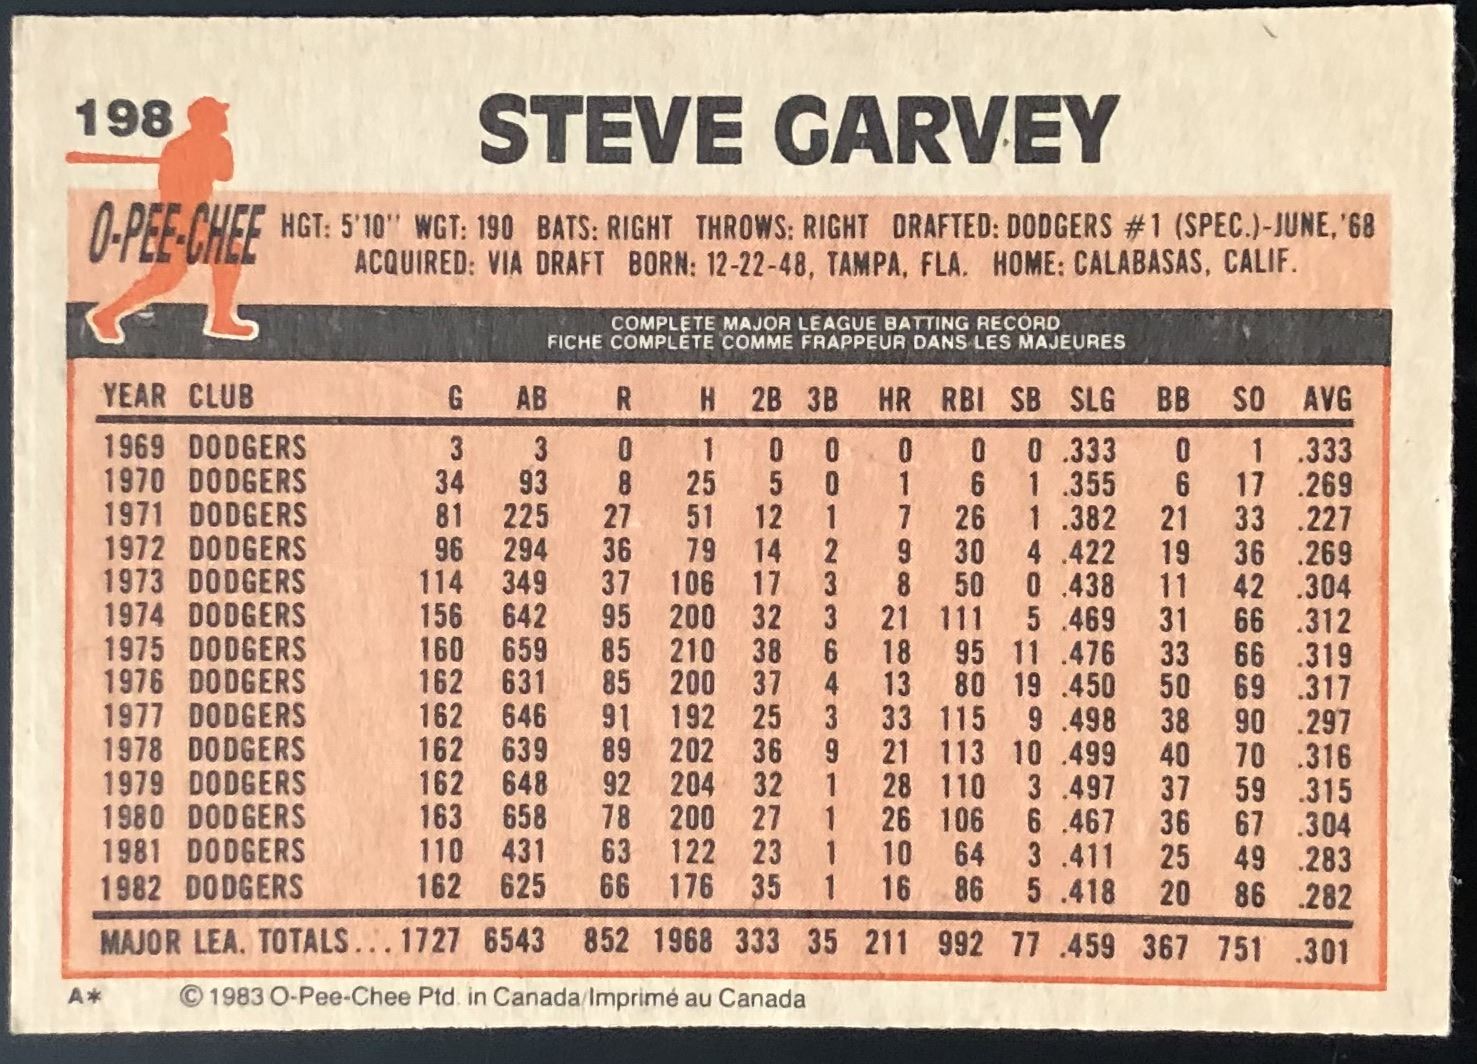 198
STEVE GARVEY
O-PEE-CHEE
HGT: 5'10" WGT: 190 BATS: RIGHT THROWS: RIGHT DRAFTED: DODGERS #1 (SPEC.)-JUNE,'68
ACQUIRED: VIA DRAFT BORN: 12-22-48, TAMPA, FLA. HOME: CALABASAS, CALIF.
COMPLETE MAJOR LEAGUE BATTING RECORD
FICHE COMPLÈTE COMME FRAPPEUR DANS LES MAJEURES
YEAR CLUB G AB R H 2B 3B HR RBI SB SLG BB SO AVG
1969 DODGERS 3 3 0 1 0 0 0 0 0 .333 0 1 .333
1970 DODGERS 34 93 8 25 5 0 1 6 1 .355 6 17 .269
1971 DODGERS 81 225 27 51 12 1 7 26 1 .382 21 33 .227
1972 DODGERS 96 294 36 79 14 2 9 30 4 .422 19 36 .269
1973 DODGERS 114 349 37 106 17 3 8 50 0 .438 11 42 .304
1974 DODGERS 156 642 95 200 32 3 21 111 5 .469 31 66 .312
1975 DODGERS 160 659 85 210 38 6 18 95 11 .476 33 66 .319
1976 DODGERS 162 631 85 200 37 4 13 80 19 .450 50 69 .317
1977 DODGERS 162 646 91 192 25 3 33 115 9 .498 38 90 .297
1978 DODGERS 162 639 89 202 36 9 21 113 10 .499 40 70 .316
1979 DODGERS 162 648 92 204 32 1 28 110 3 .497 37 59 .315
1980 DODGERS 163 658 78 200 27 1 26 106 6 .467 36 67 .304
1981 DODGERS 110 431 63 122 23 1 10 64 3 .411 25 49 .283
1982 DODGERS 162 625 66 176 35 1 16 86 5 .418 20 86 .282
MAJOR LEA. TOTALS... 1727 6543 852 1968 333 35 211 992 77 .459 367 751 .301
A* © 1983 O-Pee-Chee Ptd. in Canada/Imprimé au Canada